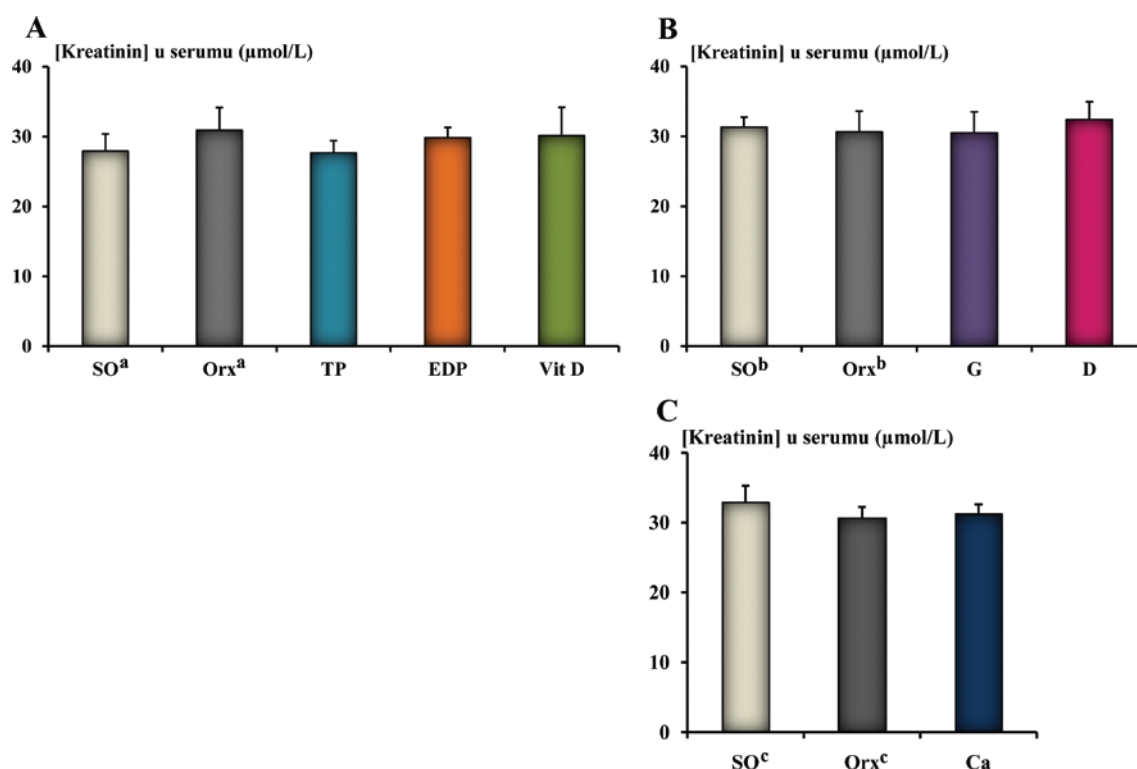 A
[Kreatinin] u serumu (µmol/L)
40
30
20
10
0
SOᵃ Orxᵃ TP EDP Vit D
B
[Kreatinin] u serumu (µmol/L)
40
30
20
10
0
SOᵇ Orxᵇ G D
C
[Kreatinin] u serumu (µmol/L)
40
30
20
10
0
SOᶜ Orxᶜ Ca